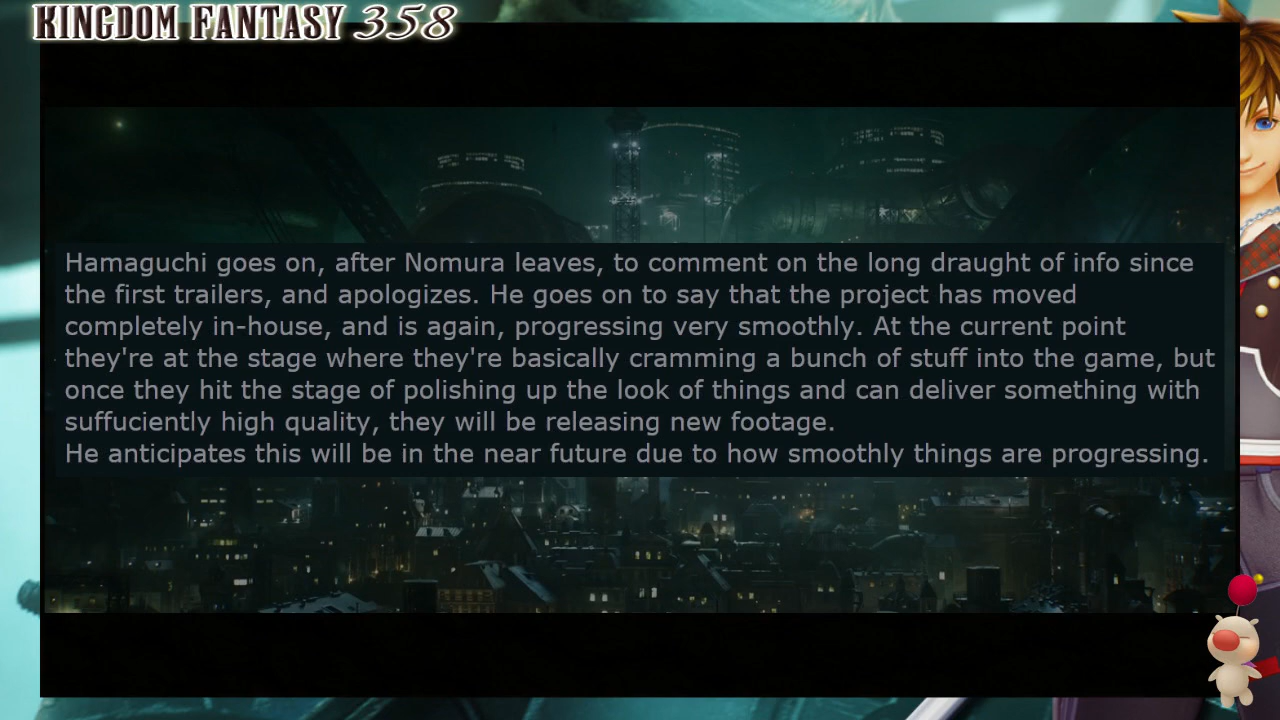 KINGDOM FANTASY 358
Hamaguchi goes on, after Nomura leaves, to comment on the long draught of info since
the first trailers, and apologizes. He goes on to say that the project has moved
completely in-house, and is again, progressing very smoothly. At the current point
they're at the stage where they're basically cramming a bunch of stuff into the game, but
once they hit the stage of polishing up the look of things and can deliver something with
suffuciently high quality, they will be releasing new footage.
He anticipates this will be in the near future due to how smoothly things are progressing.